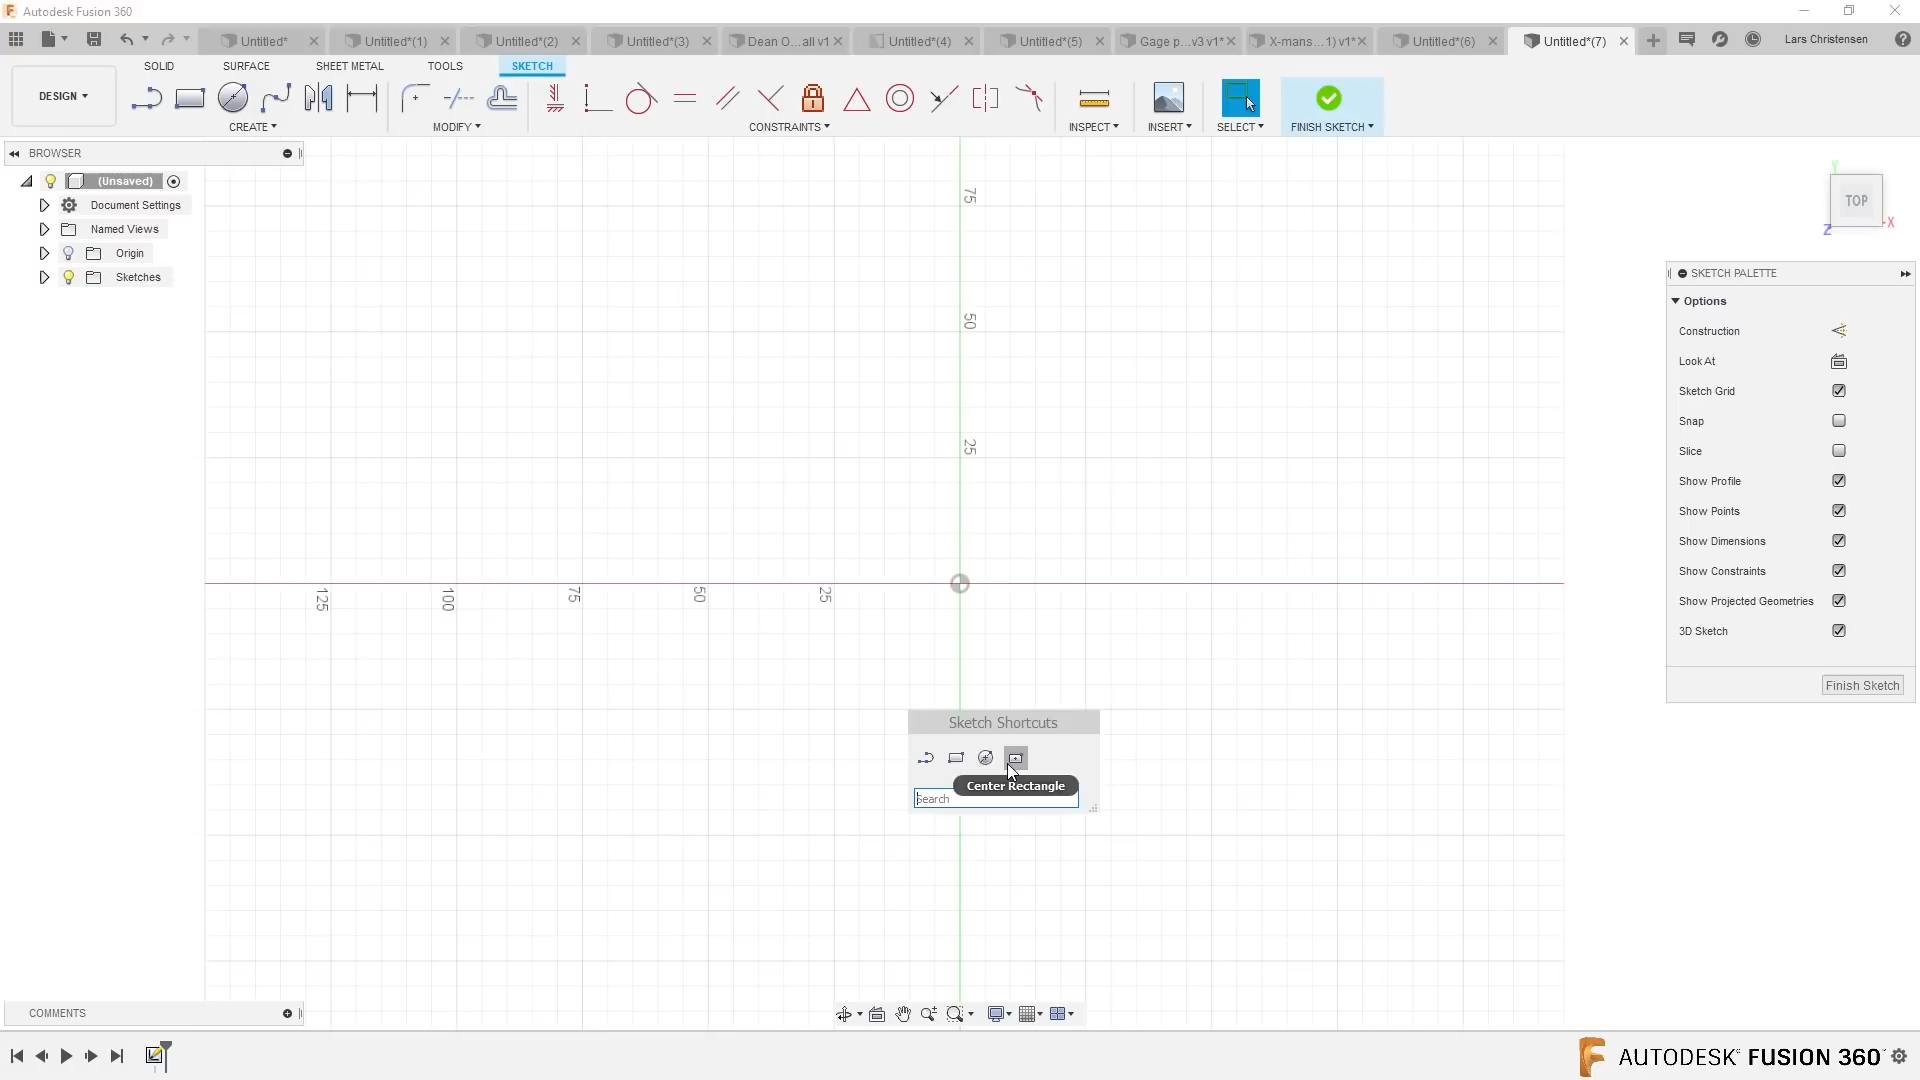 Autodesk Fusion 360
Untitled*
Untitled*(1)
Untitled*(2)
Untitled*(3)
Dean O...all v1
Untitled*(4)
Untitled*(5)
Gage p...v3 v1*
X-mans...1) v1*
Untitled*(6)
Untitled*(7)
Lars Christensen
DESIGN
SOLID
SURFACE
SHEET METAL
TOOLS
SKETCH
CREATE
MODIFY
CONSTRAINTS
INSPECT
INSERT
SELECT
FINISH SKETCH
BROWSER
(Unsaved)
Document Settings
Named Views
Origin
Sketches
75
50
25
125
100
75
50
25
Y
TOP
X
Z
SKETCH PALETTE
Options
Construction
Look At
Sketch Grid
Snap
Slice
Show Profile
Show Points
Show Dimensions
Show Constraints
Show Projected Geometries
3D Sketch
Finish Sketch
Sketch Shortcuts
Center Rectangle
Search
COMMENTS
AUTODESK FUSION 360